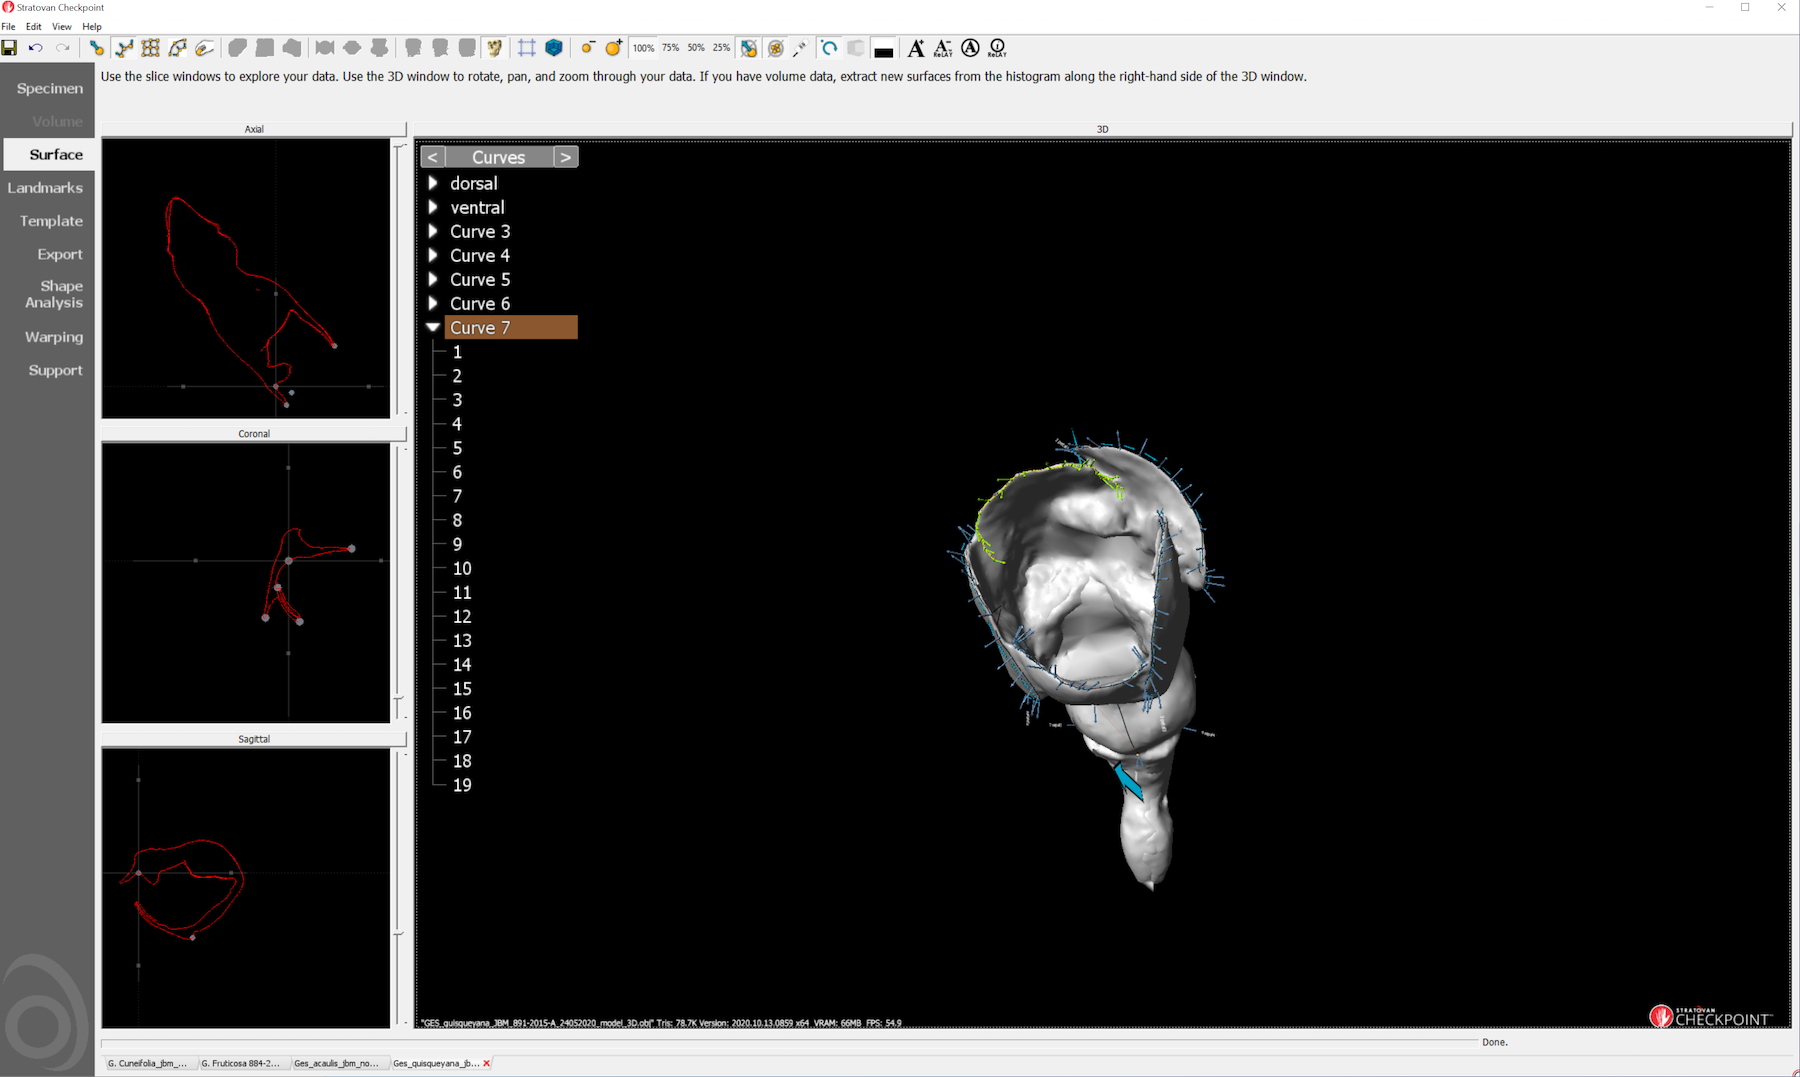 Stratovan Checkpoint
File Edit View Help
100% 75% 50% 25% A A RELAY A RELAY
Use the slice windows to explore your data. Use the 3D window to rotate, pan, and zoom through your data. If you have volume data, extract new surfaces from the histogram along the right-hand side of the 3D window.
Specimen
Volume
Surface
Landmarks
Template
Export
Shape
Analysis
Warping
Support
Axial
Coronal
Sagittal
3D
< Curves >
dorsal
ventral
Curve 3
Curve 4
Curve 5
Curve 6
Curve 7
1
2
3
4
5
6
7
8
9
10
11
12
13
14
15
16
17
18
19
"GES_quisqueyana_JBM_891-2015-A_24052020_model_3D.obj" Tris: 78.7K Version: 2020.10.13.0859 x64 VRAM: 66MB FPS: 54.9
STRATOVAN
CHECKPOINT
Done.
G. Cuneifolia_jbm_... G. Fruticosa 884-2... Ges_acaulis_jbm_no... Ges_quisqueyana_jb...